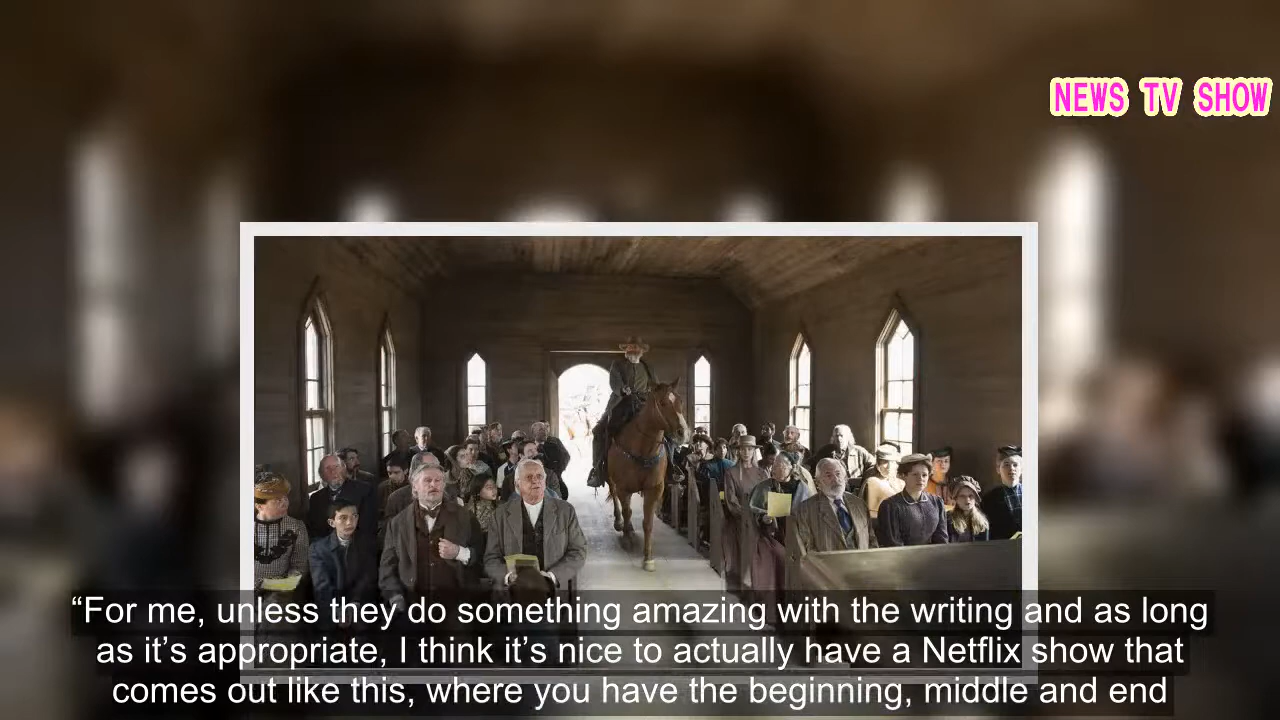 NEWS TV SHOW
“For me, unless they do something amazing with the writing and as long
as it’s appropriate, I think it’s nice to actually have a Netflix show that
comes out like this, where you have the beginning, middle and end